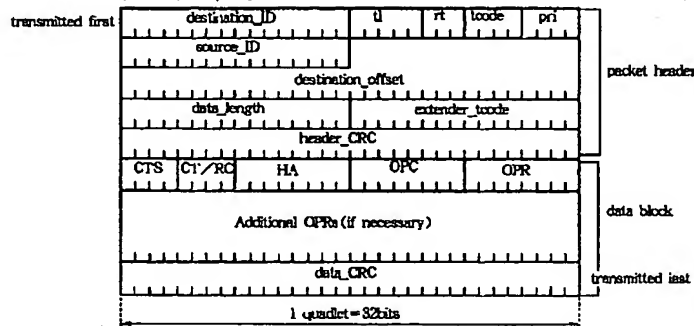 transmitted first
destination_ID tl rt tcode pri
source_ID
destination_offset
packet header
data_length extender_tcode
header_CRC
CTS CT/RC HA OPC OPR
Additional OPRs (if necessary)
data block
data_CRC
transmitted last
1 quadlet=32bits